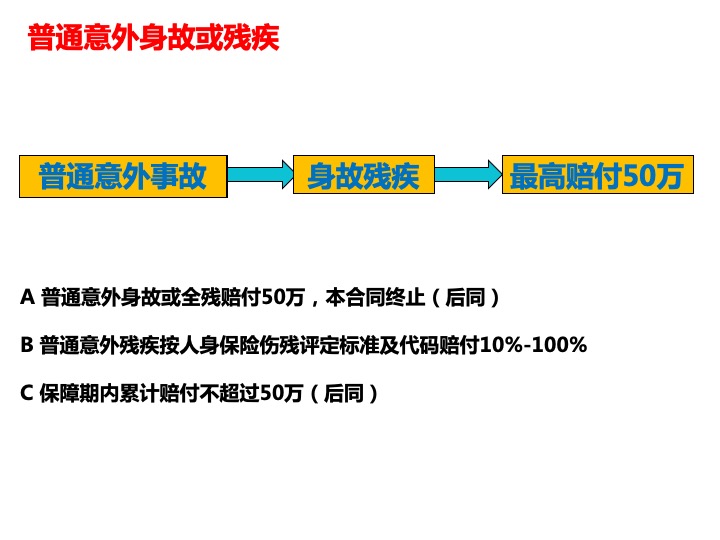 普通意外身故或残疾
普通意外事故
身故残疾
最高赔付50万
A 普通意外身故或全残赔付50万，本合同终止（后同）
B 普通意外残疾按人身保险伤残评定标准及代码赔付10%-100%
C 保障期内累计赔付不超过50万（后同）